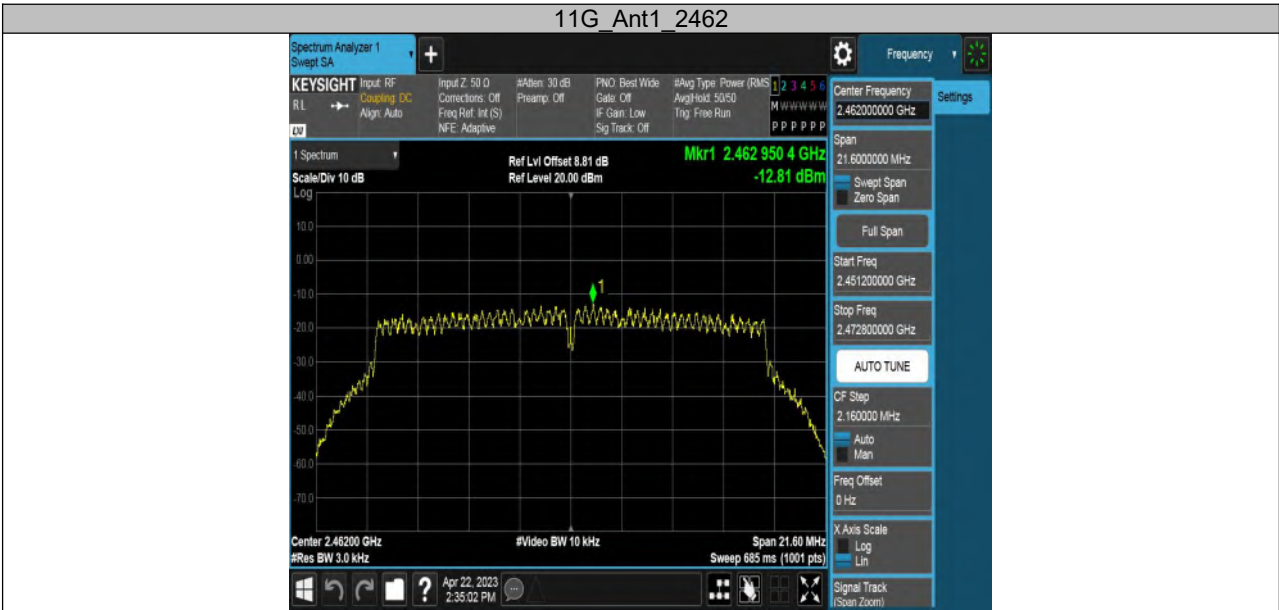 11G_Ant1_2462
Spectrum Analyzer 1
Swept SA
+
Frequency
KEYSIGHT
RL
LXI
Input: RF
Coupling: DC
Align: Auto
Input Z: 50 Ω
Corrections: Off
Freq Ref: Int (S)
NFE: Adaptive
#Atten: 30 dB
Preamp: Off
PNO: Best Wide
Gate: Off
IF Gain: Low
Sig Track: Off
#Avg Type: Power (RMS
Avg|Hold: 50/50
Trig: Free Run
1 2 3 4 5 6
M W W W W W
P P P P P P
Center Frequency
2.462000000 GHz
Settings
1 Spectrum
Scale/Div 10 dB
Log
Ref Lvl Offset 8.81 dB
Ref Level 20.00 dBm
Mkr1 2.462 950 4 GHz
-12.81 dBm
Span
21.6000000 MHz
Swept Span
Zero Span
Full Span
Start Freq
2.451200000 GHz
Stop Freq
2.472800000 GHz
AUTO TUNE
CF Step
2.160000 MHz
Auto
Man
Freq Offset
0 Hz
X Axis Scale
Log
Lin
Signal Track
(Span Zoom)
10.0
0.00
-10.0
-20.0
-30.0
-40.0
-50.0
-60.0
-70.0
1
Center 2.46200 GHz
#Res BW 3.0 kHz
#Video BW 10 kHz
Span 21.60 MHz
Sweep 685 ms (1001 pts)
?
Apr 22, 2023
2:35:02 PM